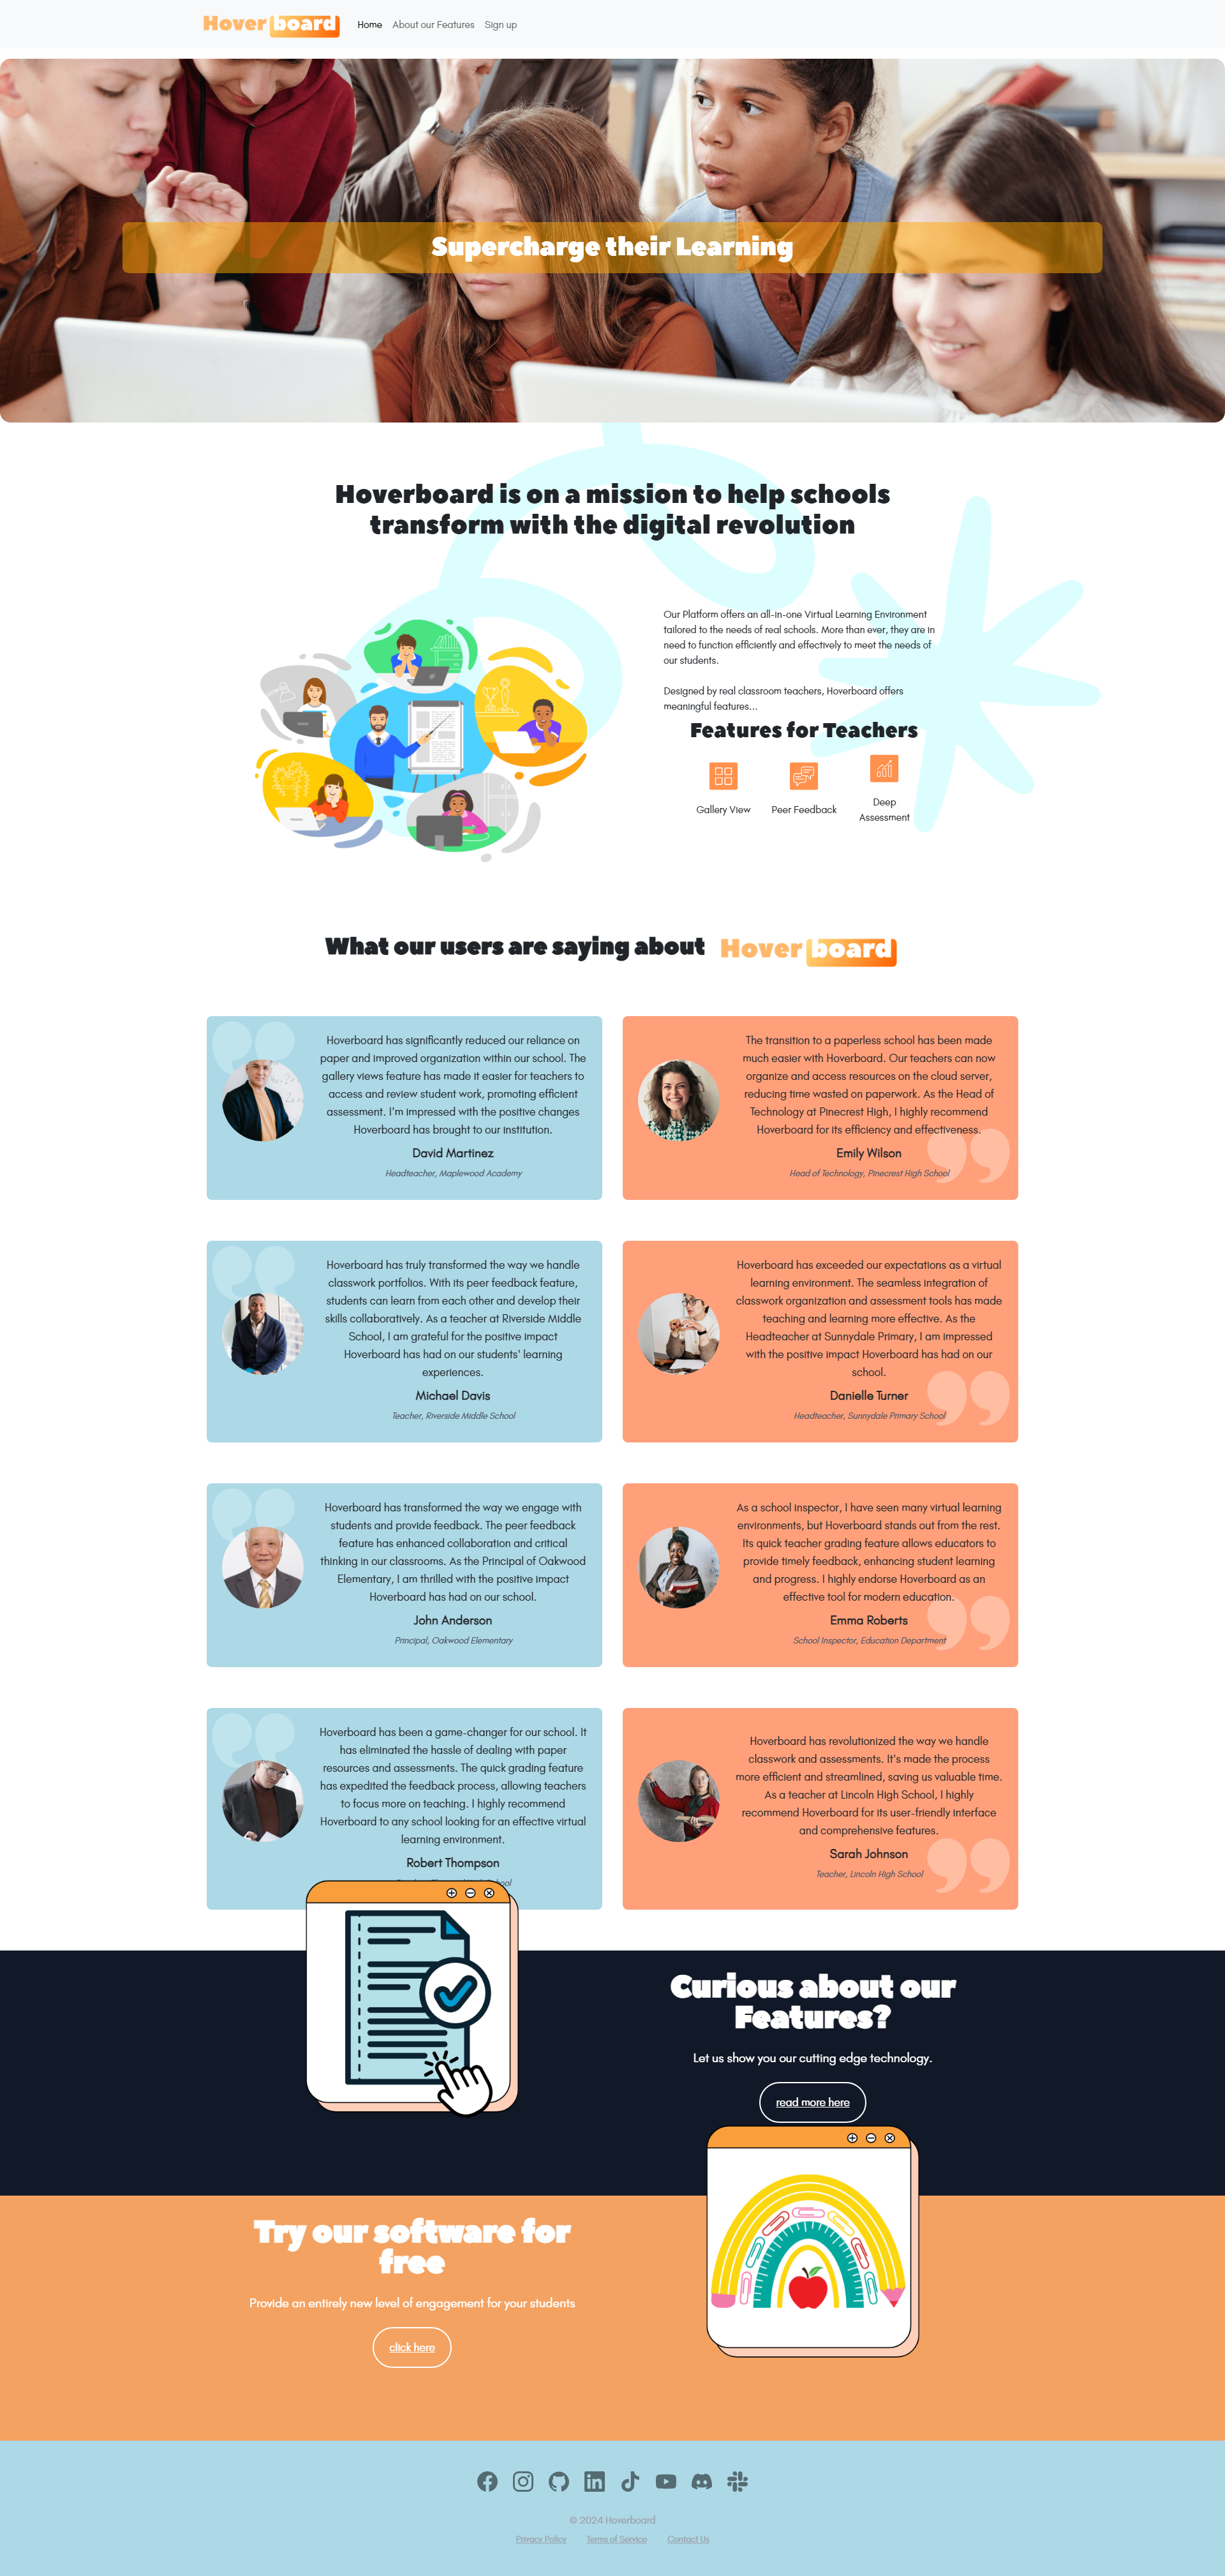 Hoverboard
Home
About our Features
Sign up
Supercharge their Learning
Hoverboard is on a mission to help schools
transform with the digital revolution
Our Platform offers an all-in-one Virtual Learning Environment
tailored to the needs of real schools. More than ever, they are in
need to function efficiently and effectively to meet the needs of
our students.
Designed by real classroom teachers, Hoverboard offers
meaningful features...
Features for Teachers
Gallery View
Peer Feedback
Deep
Assessment
What our users are saying about Hoverboard
Hoverboard has significantly reduced our reliance on
paper and improved organization within our school. The
gallery views feature has made it easier for teachers to
access and review student work, promoting efficient
assessment. I'm impressed with the positive changes
Hoverboard has brought to our institution.
David Martinez
Headteacher, Maplewood Academy
The transition to a paperless school has been made
much easier with Hoverboard. Our teachers can now
organize and access resources on the cloud server,
reducing time wasted on paperwork. As the Head of
Technology at Pinecrest High, I highly recommend
Hoverboard for its efficiency and effectiveness.
Emily Wilson
Head of Technology, Pinecrest High School
Hoverboard has truly transformed the way we handle
classwork portfolios. With its peer feedback feature,
students can learn from each other and develop their
skills collaboratively. As a teacher at Riverside Middle
School, I am grateful for the positive impact
Hoverboard has had on our students' learning
experiences.
Michael Davis
Teacher, Riverside Middle School
Hoverboard has exceeded our expectations as a virtual
learning environment. The seamless integration of
classwork organization and assessment tools has made
teaching and learning more effective. As the
Headteacher at Sunnydale Primary, I am impressed
with the positive impact Hoverboard has had on our
school.
Danielle Turner
Headteacher, Sunnydale Primary School
Hoverboard has transformed the way we engage with
students and provide feedback. The peer feedback
feature has enhanced collaboration and critical
thinking in our classrooms. As the Principal of Oakwood
Elementary, I am thrilled with the positive impact
Hoverboard has had on our school.
John Anderson
Principal, Oakwood Elementary
As a school inspector, I have seen many virtual learning
environments, but Hoverboard stands out from the rest.
Its quick teacher grading feature allows educators to
provide timely feedback, enhancing student learning
and progress. I highly endorse Hoverboard as an
effective tool for modern education.
Emma Roberts
School Inspector, Education Department
Hoverboard has been a game-changer for our school. It
has eliminated the hassle of dealing with paper
resources and assessments. The quick grading feature
has expedited the feedback process, allowing teachers
to focus more on teaching. I highly recommend
Hoverboard to any school looking for an effective virtual
learning environment.
Robert Thompson
Hoverboard has revolutionized the way we handle
classwork and assessments. It's made the process
more efficient and streamlined, saving us valuable time.
As a teacher at Lincoln High School, I highly
recommend Hoverboard for its user-friendly interface
and comprehensive features.
Sarah Johnson
Teacher, Lincoln High School
Curious about our
Features?
Let us show you our cutting edge technology.
read more here
Try our software for
free
Provide an entirely new level of engagement for your students
click here
© 2024 Hoverboard
Privacy Policy
Terms of Service
Contact Us